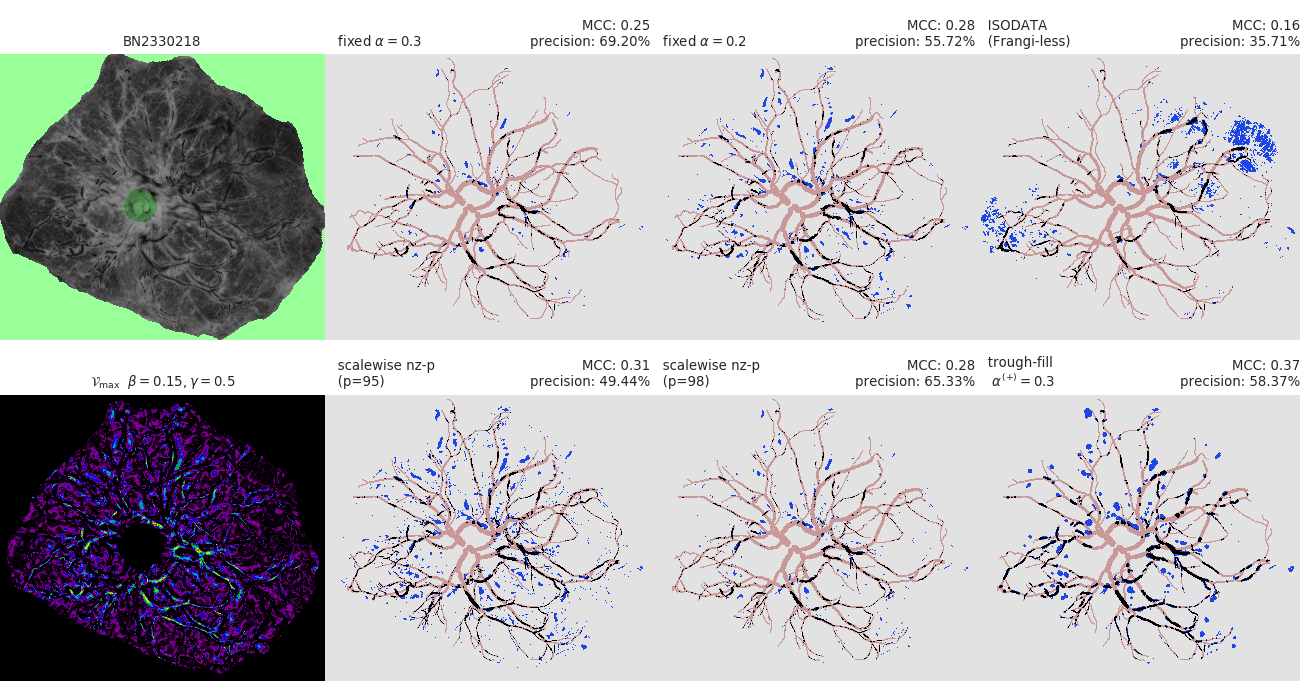 BN2330218
fixed α = 0.3
MCC: 0.25
precision: 69.20%
fixed α = 0.2
MCC: 0.28
precision: 55.72%
ISODATA
(Frangi-less)
MCC: 0.16
precision: 35.71%
𝒱max β = 0.15, γ = 0.5
scalewise nz-p
(p=95)
MCC: 0.31
precision: 49.44%
scalewise nz-p
(p=98)
MCC: 0.28
precision: 65.33%
trough-fill
α(+) = 0.3
MCC: 0.37
precision: 58.37%